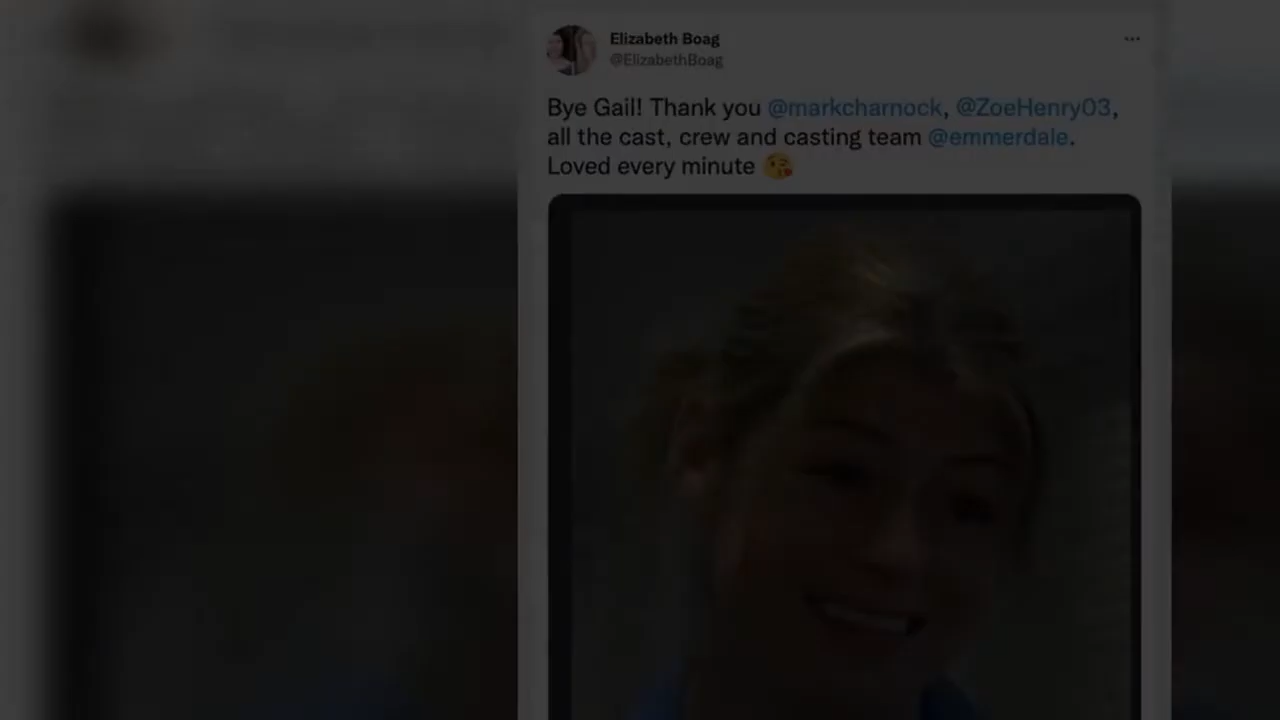 Elizabeth Boag
@ElizabethBoag
Bye Gail! Thank you @markcharnock, @ZoeHenry03,
all the cast, crew and casting team @emmerdale.
Loved every minute 😘